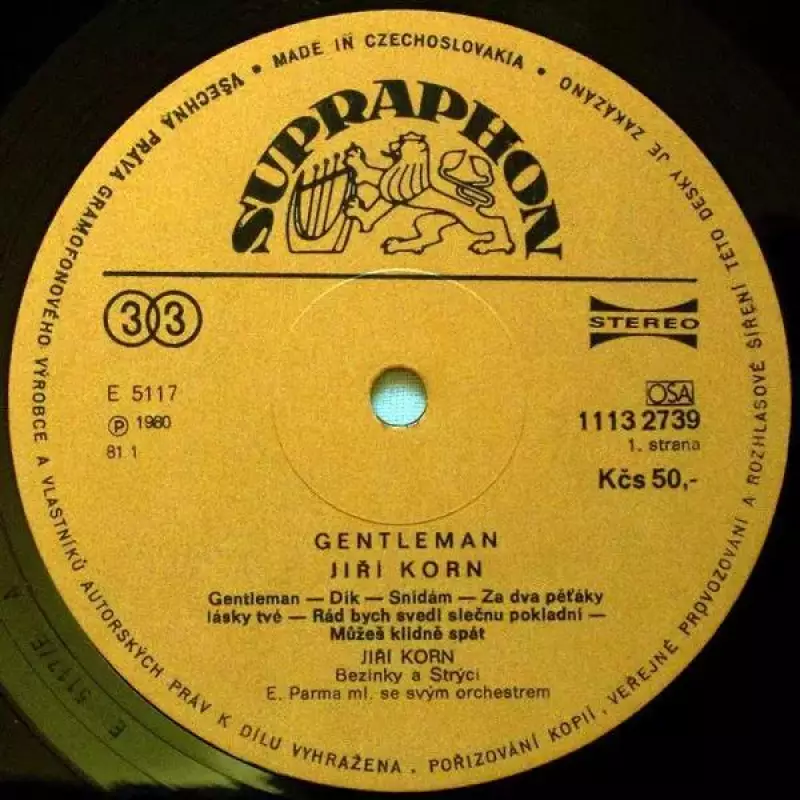 MADE IN CZECHOSLOVAKIA •
VŠECHNA PRÁVA GRAMOFONOVÉHO VÝROBCE A VLASTNÍKŮ AUTORSKÝCH PRÁV K DÍLU VYHRAŽENA . POŘIZOVÁNÍ KOPIÍ , VEŘEJNÉ PROVOZOVÁNÍ A ROZHLASOVÉ ŠÍŘENÍ TÉTO DESKY JE ZAKÁZÁNO •
SUPRAPHON
33
STEREO
E 5117
Ⓟ 1980
81 1
OSA
1113 2739
1. strana
Kčs 50,-
GENTLEMAN
JIŘÍ KORN
Gentleman — Dík — Snídám — Za dva pěťáky
lásky tvé — Rád bych svedl slečnu pokladní —
Můžeš klidně spát
JIŘÍ KORN
Bezinky a Strýci
E. Parma ml. se svým orchestrem
E 5117/E